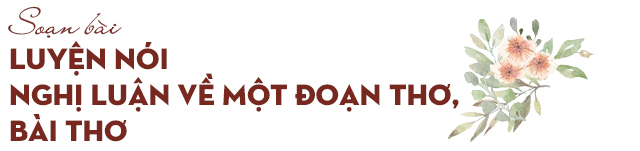 Soạn bài
LUYỆN NÓI
NGHỊ LUẬN VỀ MỘT ĐOẠN THƠ,
BÀI THƠ